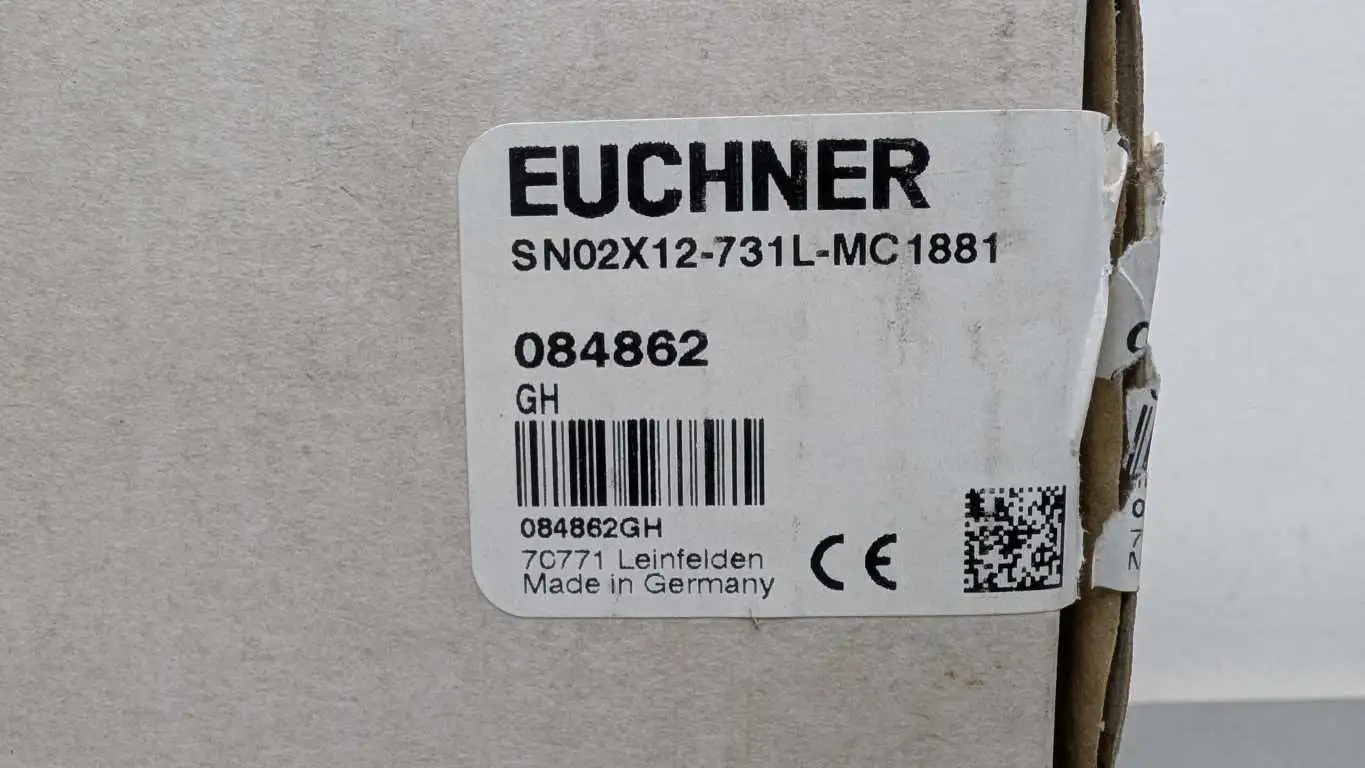 EUCHNER
SN02X12-731L-MC1881
084862
GH
084862GH
70771 Leinfelden
Made in Germany
CE